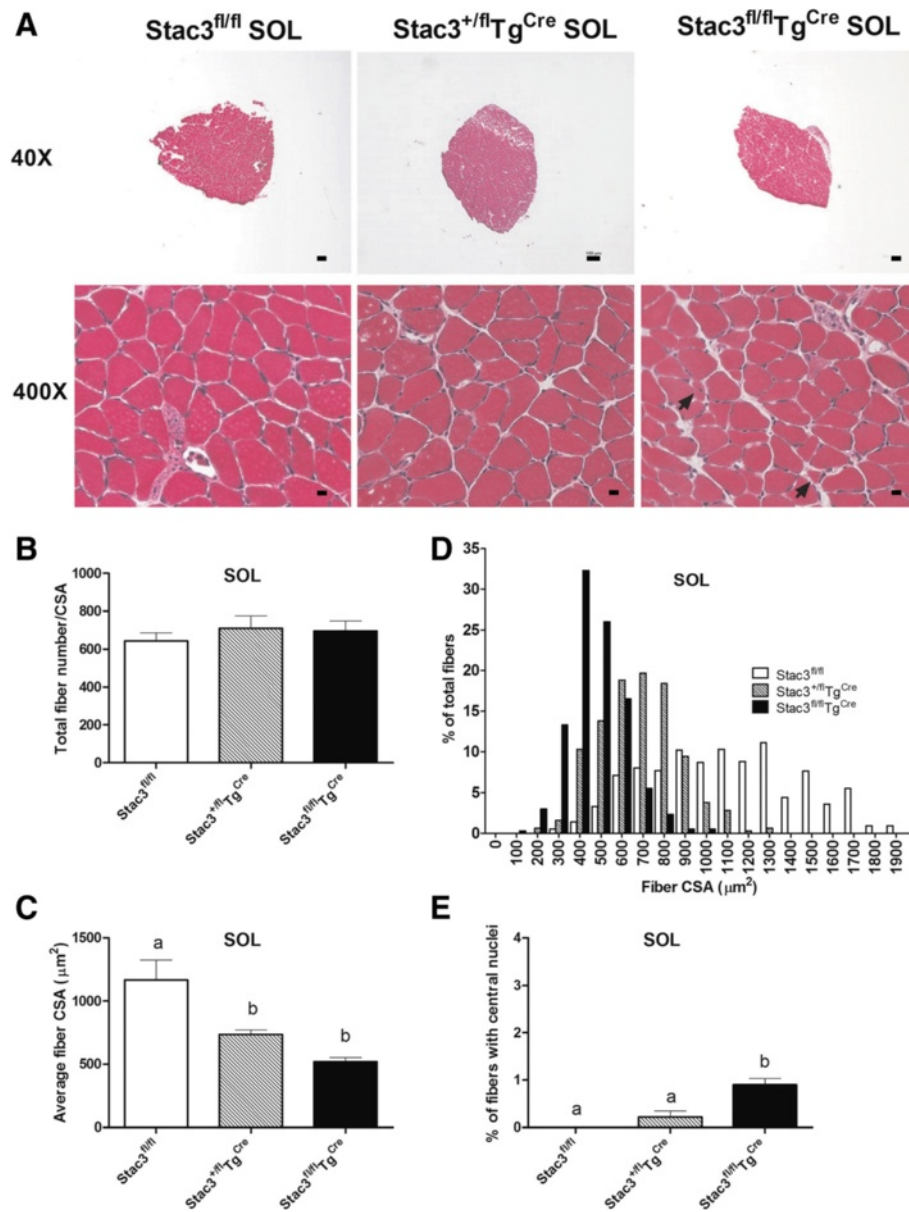 A
Stac3fl/fl SOL Stac3+/flTgCre SOL Stac3fl/flTgCre SOL
40X
400X
B
SOL
Total fiber number/CSA
1000
800
600
400
200
0
Stac3fl/fl
Stac3+/flTgCre
Stac3fl/flTgCre
D
SOL
% of total fibers
35
30
25
20
15
10
5
0
Stac3fl/fl
Stac3+/flTgCre
Stac3fl/flTgCre
0 100 200 300 400 500 600 700 800 900 1000 1100 1200 1300 1400 1500 1600 1700 1800 1900
Fiber CSA (μm2)
C
SOL
Average fiber CSA (μm2)
1500
1000
500
0
a
b
b
Stac3fl/fl
Stac3+/flTgCre
Stac3fl/flTgCre
E
SOL
% of fibers with central nuclei
4
3
2
1
0
a
a
b
Stac3fl/fl
Stac3+/flTgCre
Stac3fl/flTgCre